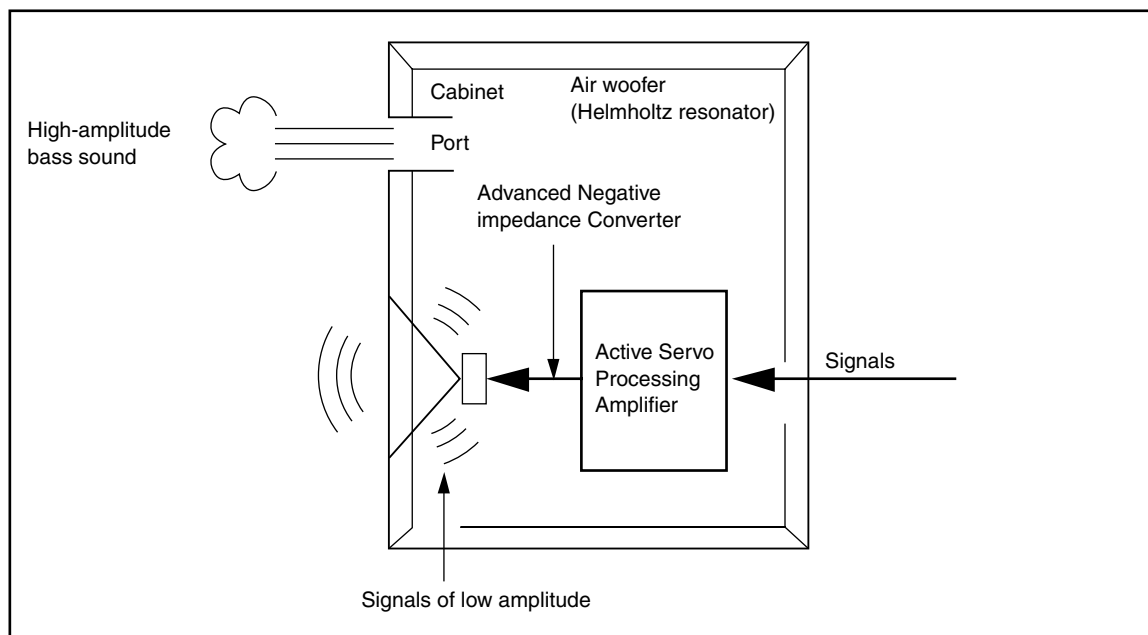 Cabinet
Air woofer
(Helmholtz resonator)
High-amplitude
bass sound
Port
Advanced Negative
impedance Converter
Active Servo
Processing
Amplifier
Signals
Signals of low amplitude